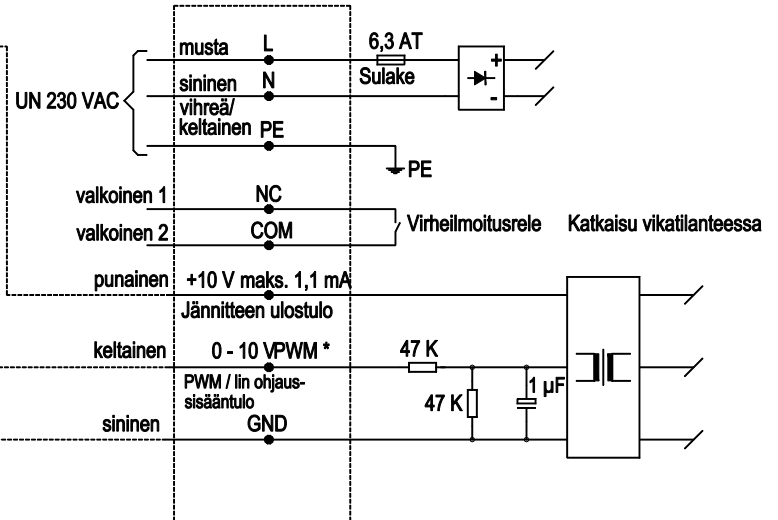 musta L 6,3 AT
Sulake
+
-
UN 230 VAC
sininen N
vihreä/
keltainen PE
PE
valkoinen 1 NC
valkoinen 2 COM
Virheilmoitusrele Katkaisu vikatilanteessa
punainen +10 V maks. 1,1 mA
Jännitteen ulostulo
keltainen 0 - 10 VPWM * 47 K
PWM / lin ohjaus-
sisääntulo
47 K
1 µF
sininen GND